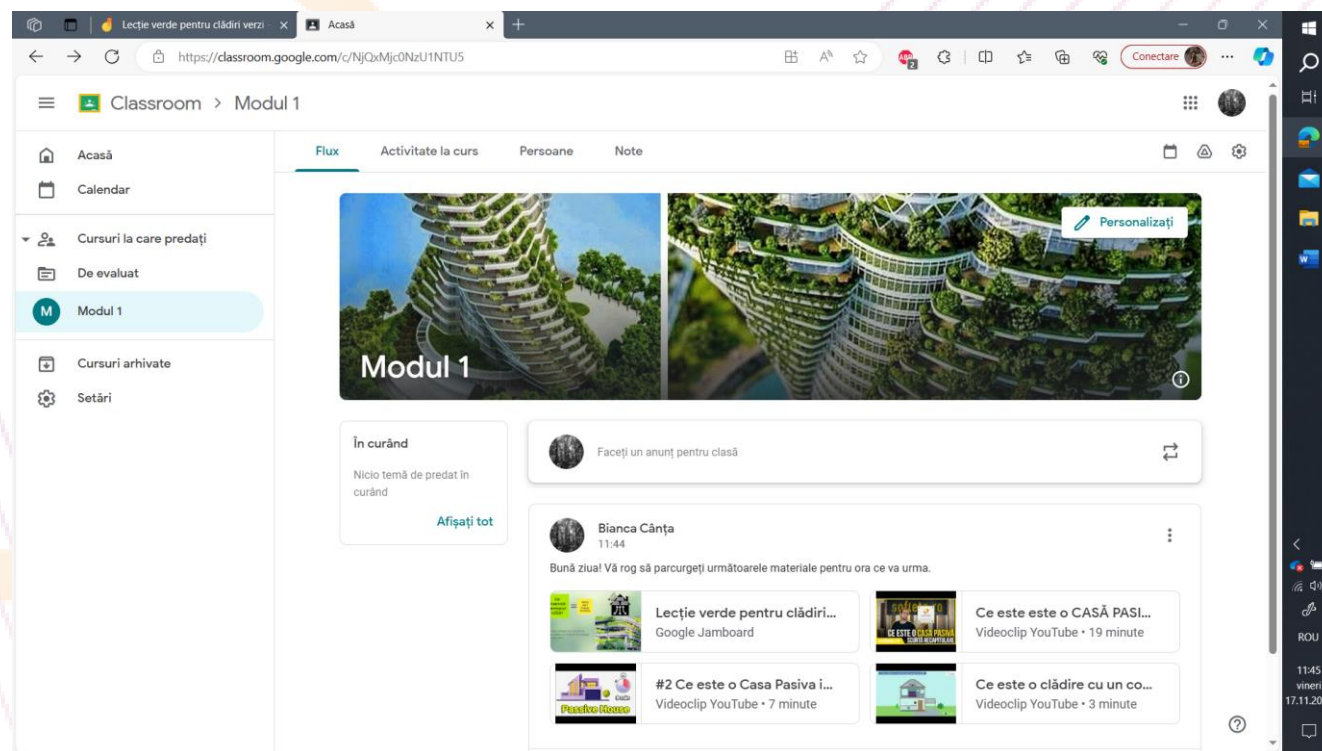 Lecție verde pentru clădiri verzi -
Acasă
https://classroom.google.com/c/NjQxMjc0NzU1NTU5
ABP
2
Conectare
Classroom > Modul 1
Acasă
Calendar
Cursuri la care predați
De evaluat
M Modul 1
Cursuri arhivate
Setări
Flux Activitate la curs Persoane Note
Personalizați
Modul 1
În curând
Nicio temă de predat în
curând
Afișați tot
Faceți un anunț pentru clasă
Bianca Cânța
11:44
Bună ziua! Vă rog să parcurgeți următoarele materiale pentru ora ce va urma.
Lecție verde pentru clădiri...
Google Jamboard
CE ESTE O CASA PASIVA
Ce este este o CASĂ PASI...
Videoclip YouTube • 19 minute
Passive House
#2 Ce este o Casa Pasiva i...
Videoclip YouTube • 7 minute
Ce este o clădire cu un co...
Videoclip YouTube • 3 minute
W
ROU
11:45
vineri
17.11.20